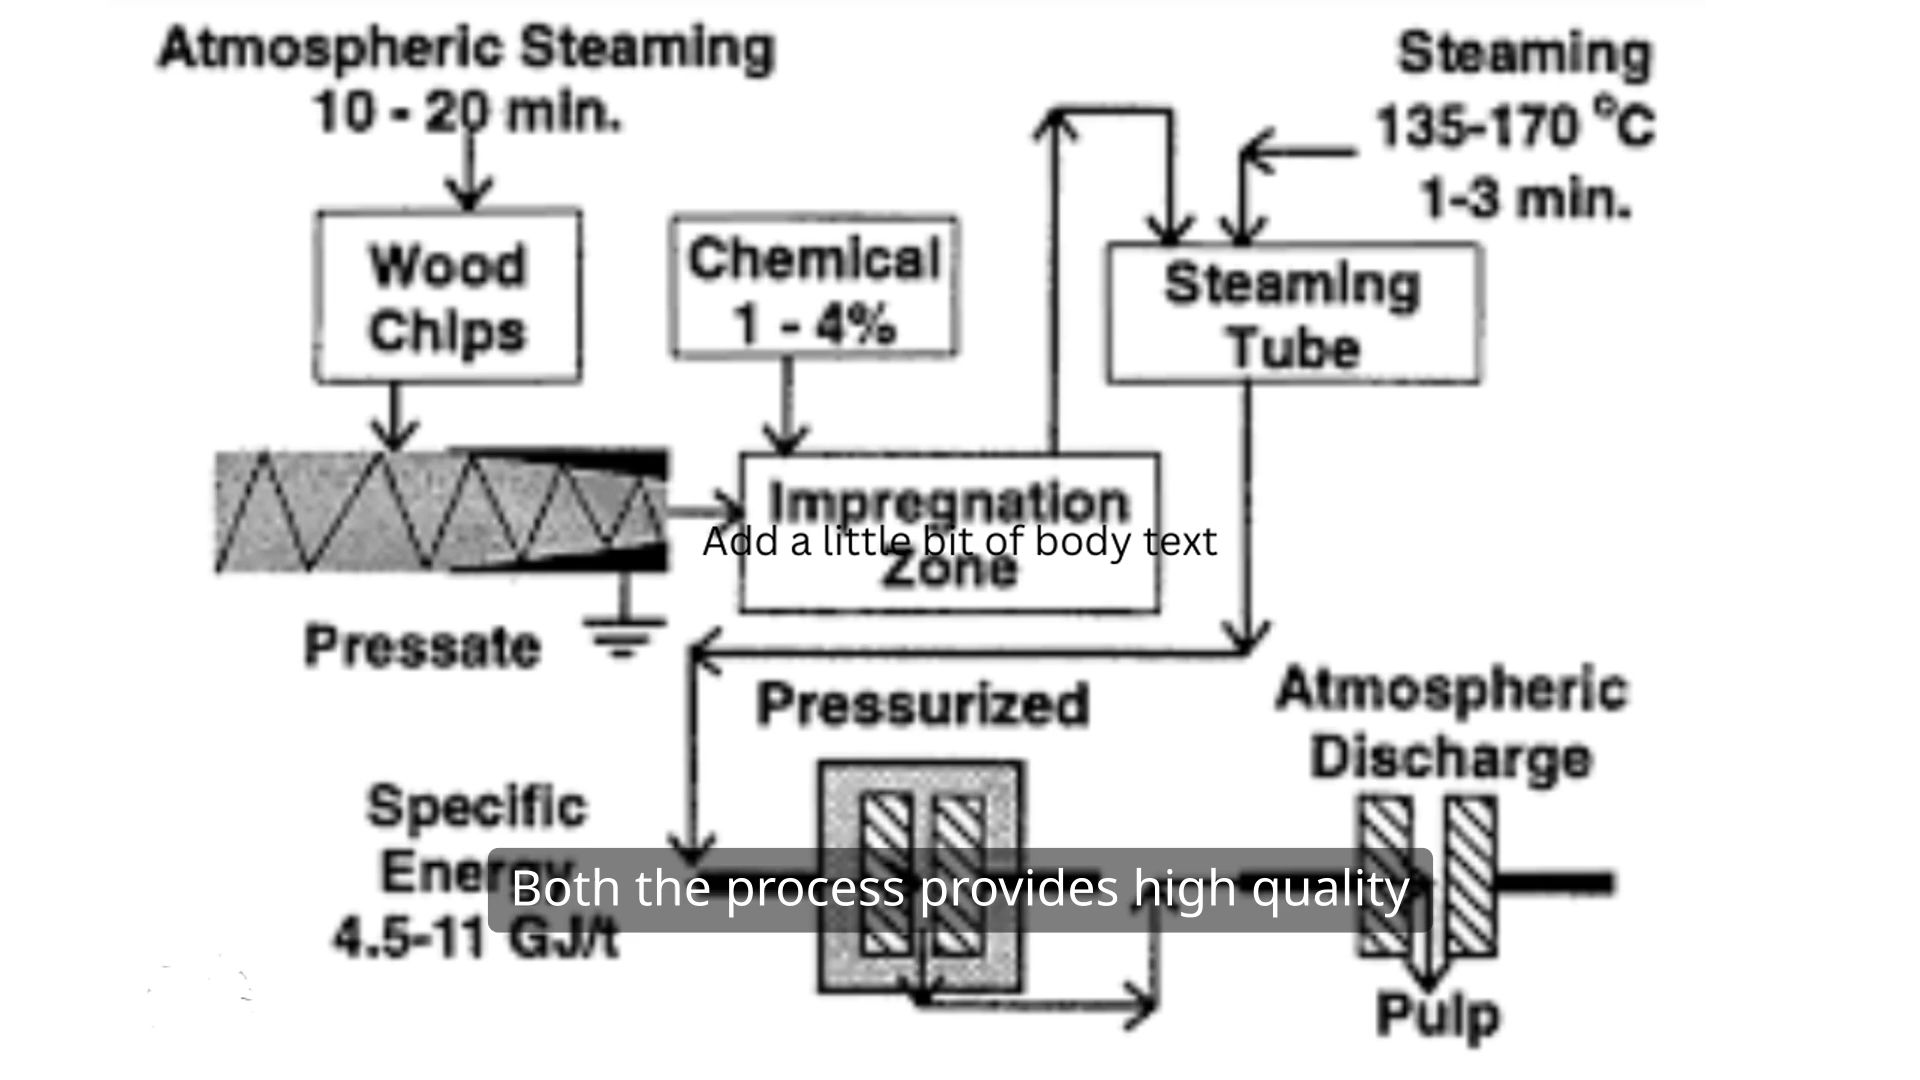 Atmospheric Steaming
10 - 20 min.
Steaming
135-170 °C
1-3 min.
Wood
Chips
Chemical
1 - 4%
Steaming
Tube
Impregnation
Zone
Add a little bit of body text
Pressate
Pressurized
Atmospheric
Discharge
Specific
Energy
4.5-11 GJ/t
Both the process provides high quality
Pulp